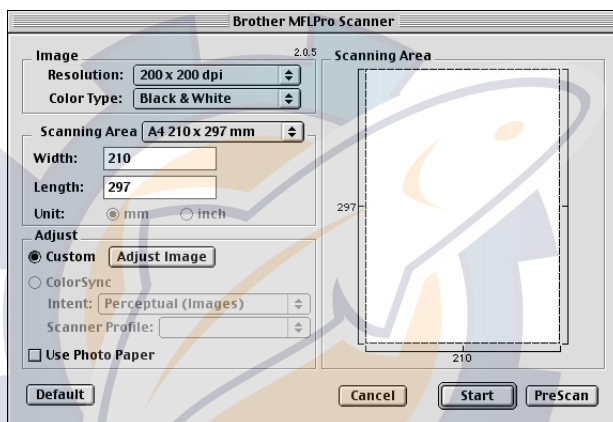 Brother MFLPro Scanner
Image
2.0.5
Resolution: 200 x 200 dpi
Color Type: Black & White
Scanning Area A4 210 x 297 mm
Width: 210
Length: 297
Unit: mm inch
Adjust
Custom Adjust Image
ColorSync
Intent: Perceptual (Images)
Scanner Profile:
Use Photo Paper
Scanning Area
297
210
Default Cancel Start PreScan